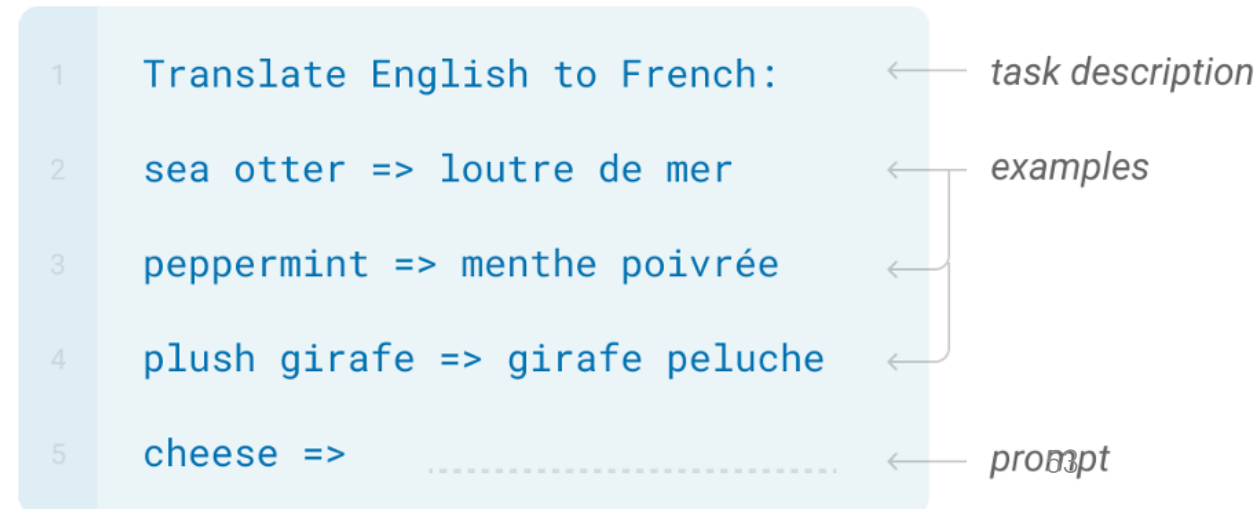 1 Translate English to French: task description
2 sea otter => loutre de mer examples
3 peppermint => menthe poivrée
4 plush girafe => girafe peluche
5 cheese => prompt
53